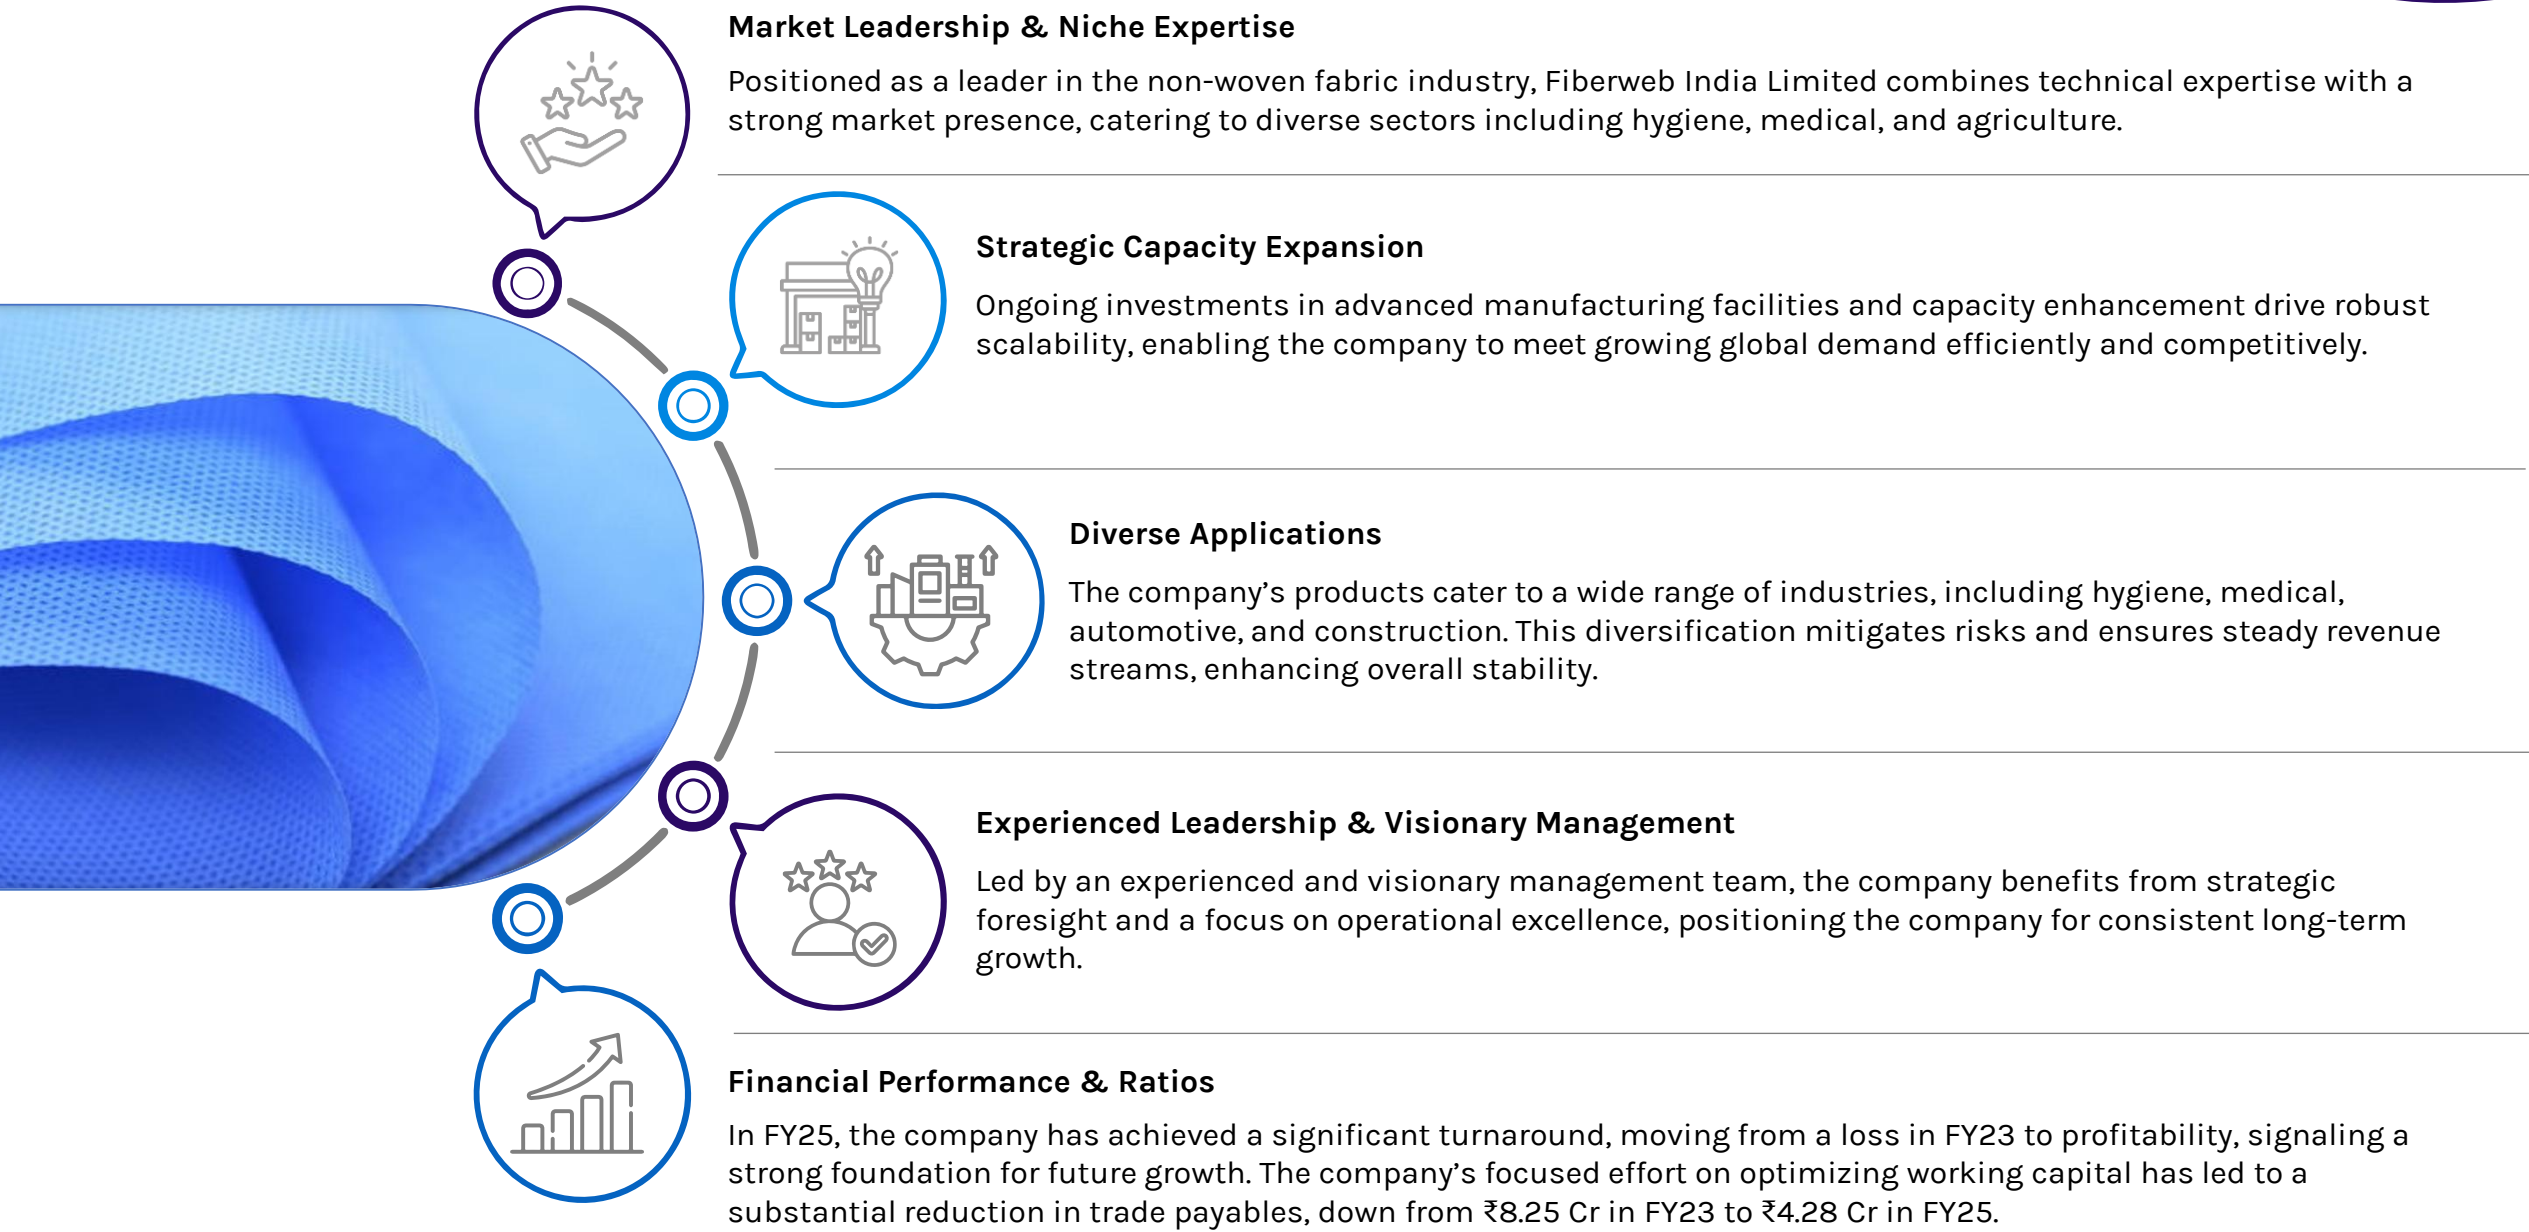 Market Leadership & Niche Expertise
Positioned as a leader in the non-woven fabric industry, Fiberweb India Limited combines technical expertise with a
strong market presence, catering to diverse sectors including hygiene, medical, and agriculture.
Strategic Capacity Expansion
Ongoing investments in advanced manufacturing facilities and capacity enhancement drive robust
scalability, enabling the company to meet growing global demand efficiently and competitively.
Diverse Applications
The company’s products cater to a wide range of industries, including hygiene, medical,
automotive, and construction. This diversification mitigates risks and ensures steady revenue
streams, enhancing overall stability.
Experienced Leadership & Visionary Management
Led by an experienced and visionary management team, the company benefits from strategic
foresight and a focus on operational excellence, positioning the company for consistent long-term
growth.
Financial Performance & Ratios
In FY25, the company has achieved a significant turnaround, moving from a loss in FY23 to profitability, signaling a
strong foundation for future growth. The company’s focused effort on optimizing working capital has led to a
substantial reduction in trade payables, down from ₹8.25 Cr in FY23 to ₹4.28 Cr in FY25.